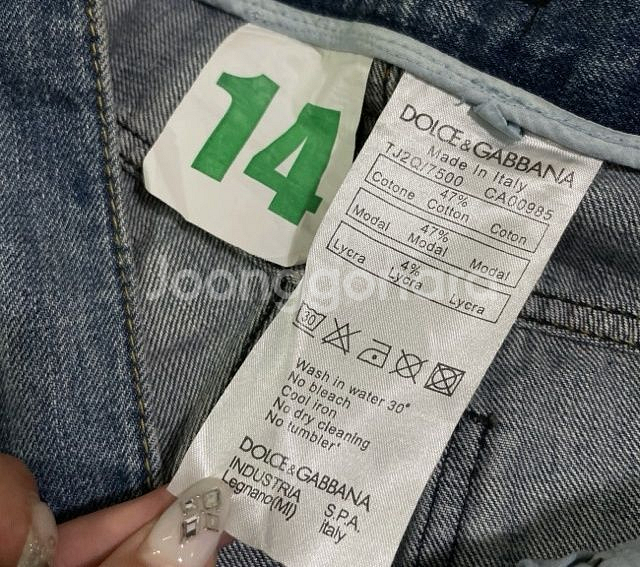 14
DOLCE & GABBANA
Made in Italy
TJ2Q/7500 CA00985
47%
Cotone Cotton Coton
47%
Modal Modal Modal
4%
Lycra Lycra Lycra
30
Wash in water 30°
No bleach
Cool iron
No dry cleaning
No tumbler'
DOLCE & GABBANA
INDUSTRIA S.P.A.
Legnano(MI) italy
Joonggonara